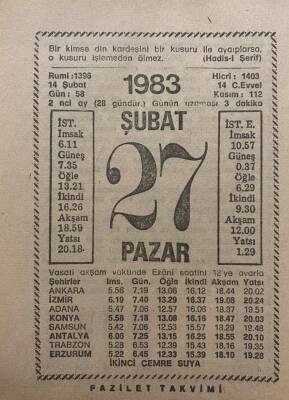 Bir kimse din kardeşini bir kusuru ile ayıplarsa,
o kusuru işlemeden ölmez. (Hadis-i Şerif)
Rumi :1398
14 Şubat
Gün : 58
1983
Hicri : 1403
14 C.Evvel
Kasım : 112
2 nci ay (28 gündür.) Günün uzaması 3 dakika
ŞUBAT
27
PAZAR
İST.
İmsak
6.11
Güneş
7.35
Öğle
13.21
İkindi
16.26
Akşam
18.59
Yatsı
20.18
İST. E.
İmsak
10.57
Güneş
0.37
Öğle
6.29
İkindi
9.30
Akşam
12.00
Yatsı
1.29
Vasati akşam vaktinde Ezâni saatini 12'ye ayarla
Şehirler İms. Gün. Öğle İkindi Akşam Yatsı
ANKARA 5.58 7.19 13.06 16.12 18.44 20.02
İZMİR 6.19 7.40 13.29 16.37 19.08 20.24
ADANA 5.47 7.06 12.57 16.08 18.37 19.51
KONYA 5.58 7.18 13.08 16.16 18.47 20.03
SAMSUN 5.42 7.04 12.53 15.57 18.29 19.48
ANTALYA 6.06 7.25 13.15 16.25 18.55 20.10
TRABZON 5.28 6.53 12.39 15.43 18.16 19.35
ERZURUM 5.22 6.45 12.33 15.39 18.10 19.28
İKİNCİ CEMRE SUYA
FAZİLET TAKVİMİ